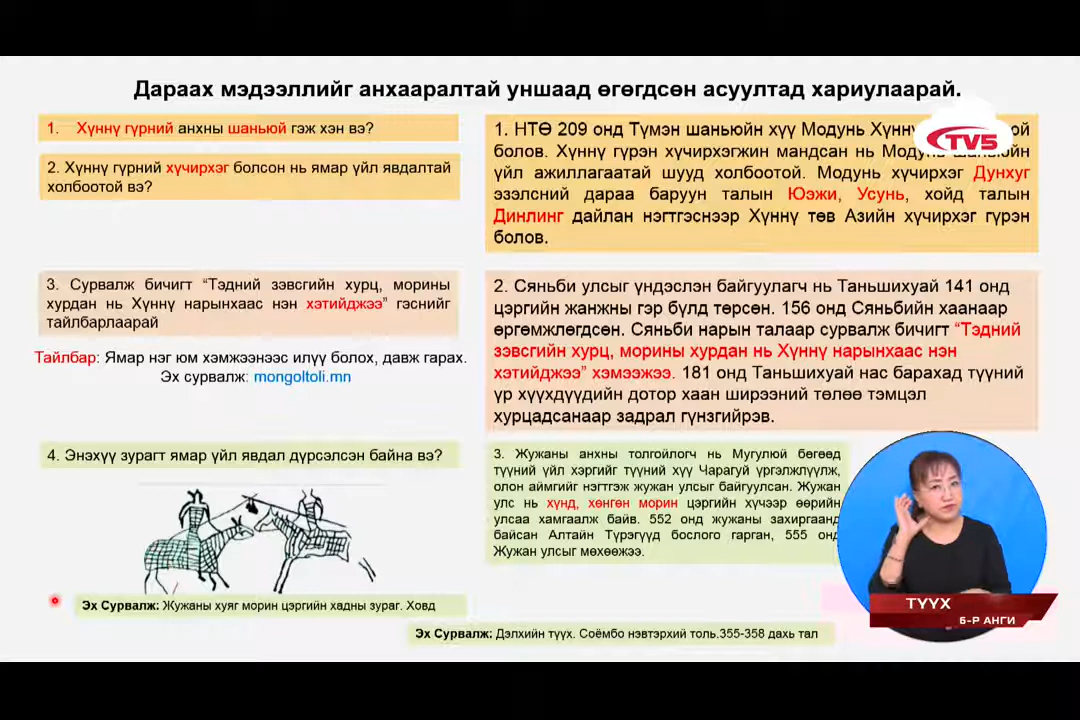 Дараах мэдээллийг анхааралтай уншаад өгөгдсөн асуултад хариулаарай.
1. Хүннү гүрний анхны шаньюй гэж хэн вэ?
2. Хүннү гүрний хүчирхэг болсон нь ямар үйл явдалтай
холбоотой вэ?
3. Сурвалж бичигт “Тэдний зэвсгийн хурц, морины
хурдан нь Хүннү нарынхаас нэн хэтийджээ” гэснийг
тайлбарлаарай
Тайлбар: Ямар нэг юм хэмжээнээс илүү болох, давж гарах.
Эх сурвалж: mongoltoli.mn
4. Энэхүү зурагт ямар үйл явдал дүрсэлсэн байна вэ?
Эх Сурвалж: Жужаны хуяг морин цэргийн хадны зураг. Ховд
1. НТӨ 209 онд Түмэн шаньюйн хүү Модунь Хүннү
болов. Хүннү гүрэн хүчирхэгжин мандсан нь Модунь шаньюйн
үйл ажиллагаатай шууд холбоотой. Модунь хүчирхэг Дунхуг
эзэлсний дараа баруун талын Юэжи, Усунь, хойд талын
Динлинг дайлан нэгтгэснээр Хүннү төв Азийн хүчирхэг гүрэн
болов.
2. Сяньби улсыг үндэслэн байгуулагч нь Таньшихуай 141 онд
цэргийн жанжны гэр бүлд төрсөн. 156 онд Сяньбийн хаанаар
өргөмжлөгдсөн. Сяньби нарын талаар сурвалж бичигт “Тэдний
зэвсгийн хурц, морины хурдан нь Хүннү нарынхаас нэн
хэтийджээ” хэмээжээ. 181 онд Таньшихуай нас барахад түүний
үр хүүхдүүдийн дотор хаан ширээний төлөө тэмцэл
хурцадсанаар задрал гүнзгийрэв.
3. Жужаны анхны толгойлогч нь Мугулюй бөгөөд
түүний үйл хэргийг түүний хүү Чарагуй үргэлжлүүлж,
олон аймгийг нэгтгэж жужан улсыг байгуулсан. Жужан
улс нь хүнд, хөнгөн морин цэргийн хүчээр өөрийн
улсаа хамгаалж байв. 552 онд жужаны захиргаанд
байсан Алтайн Түрэгүүд бослого гарган, 555 онд
Жужан улсыг мөхөөжээ.
Эх Сурвалж: Дэлхийн түүх. Соёмбо нэвтэрхий толь.355-358 дахь тал
TV5
ТҮҮХ
6-Р АНГИ